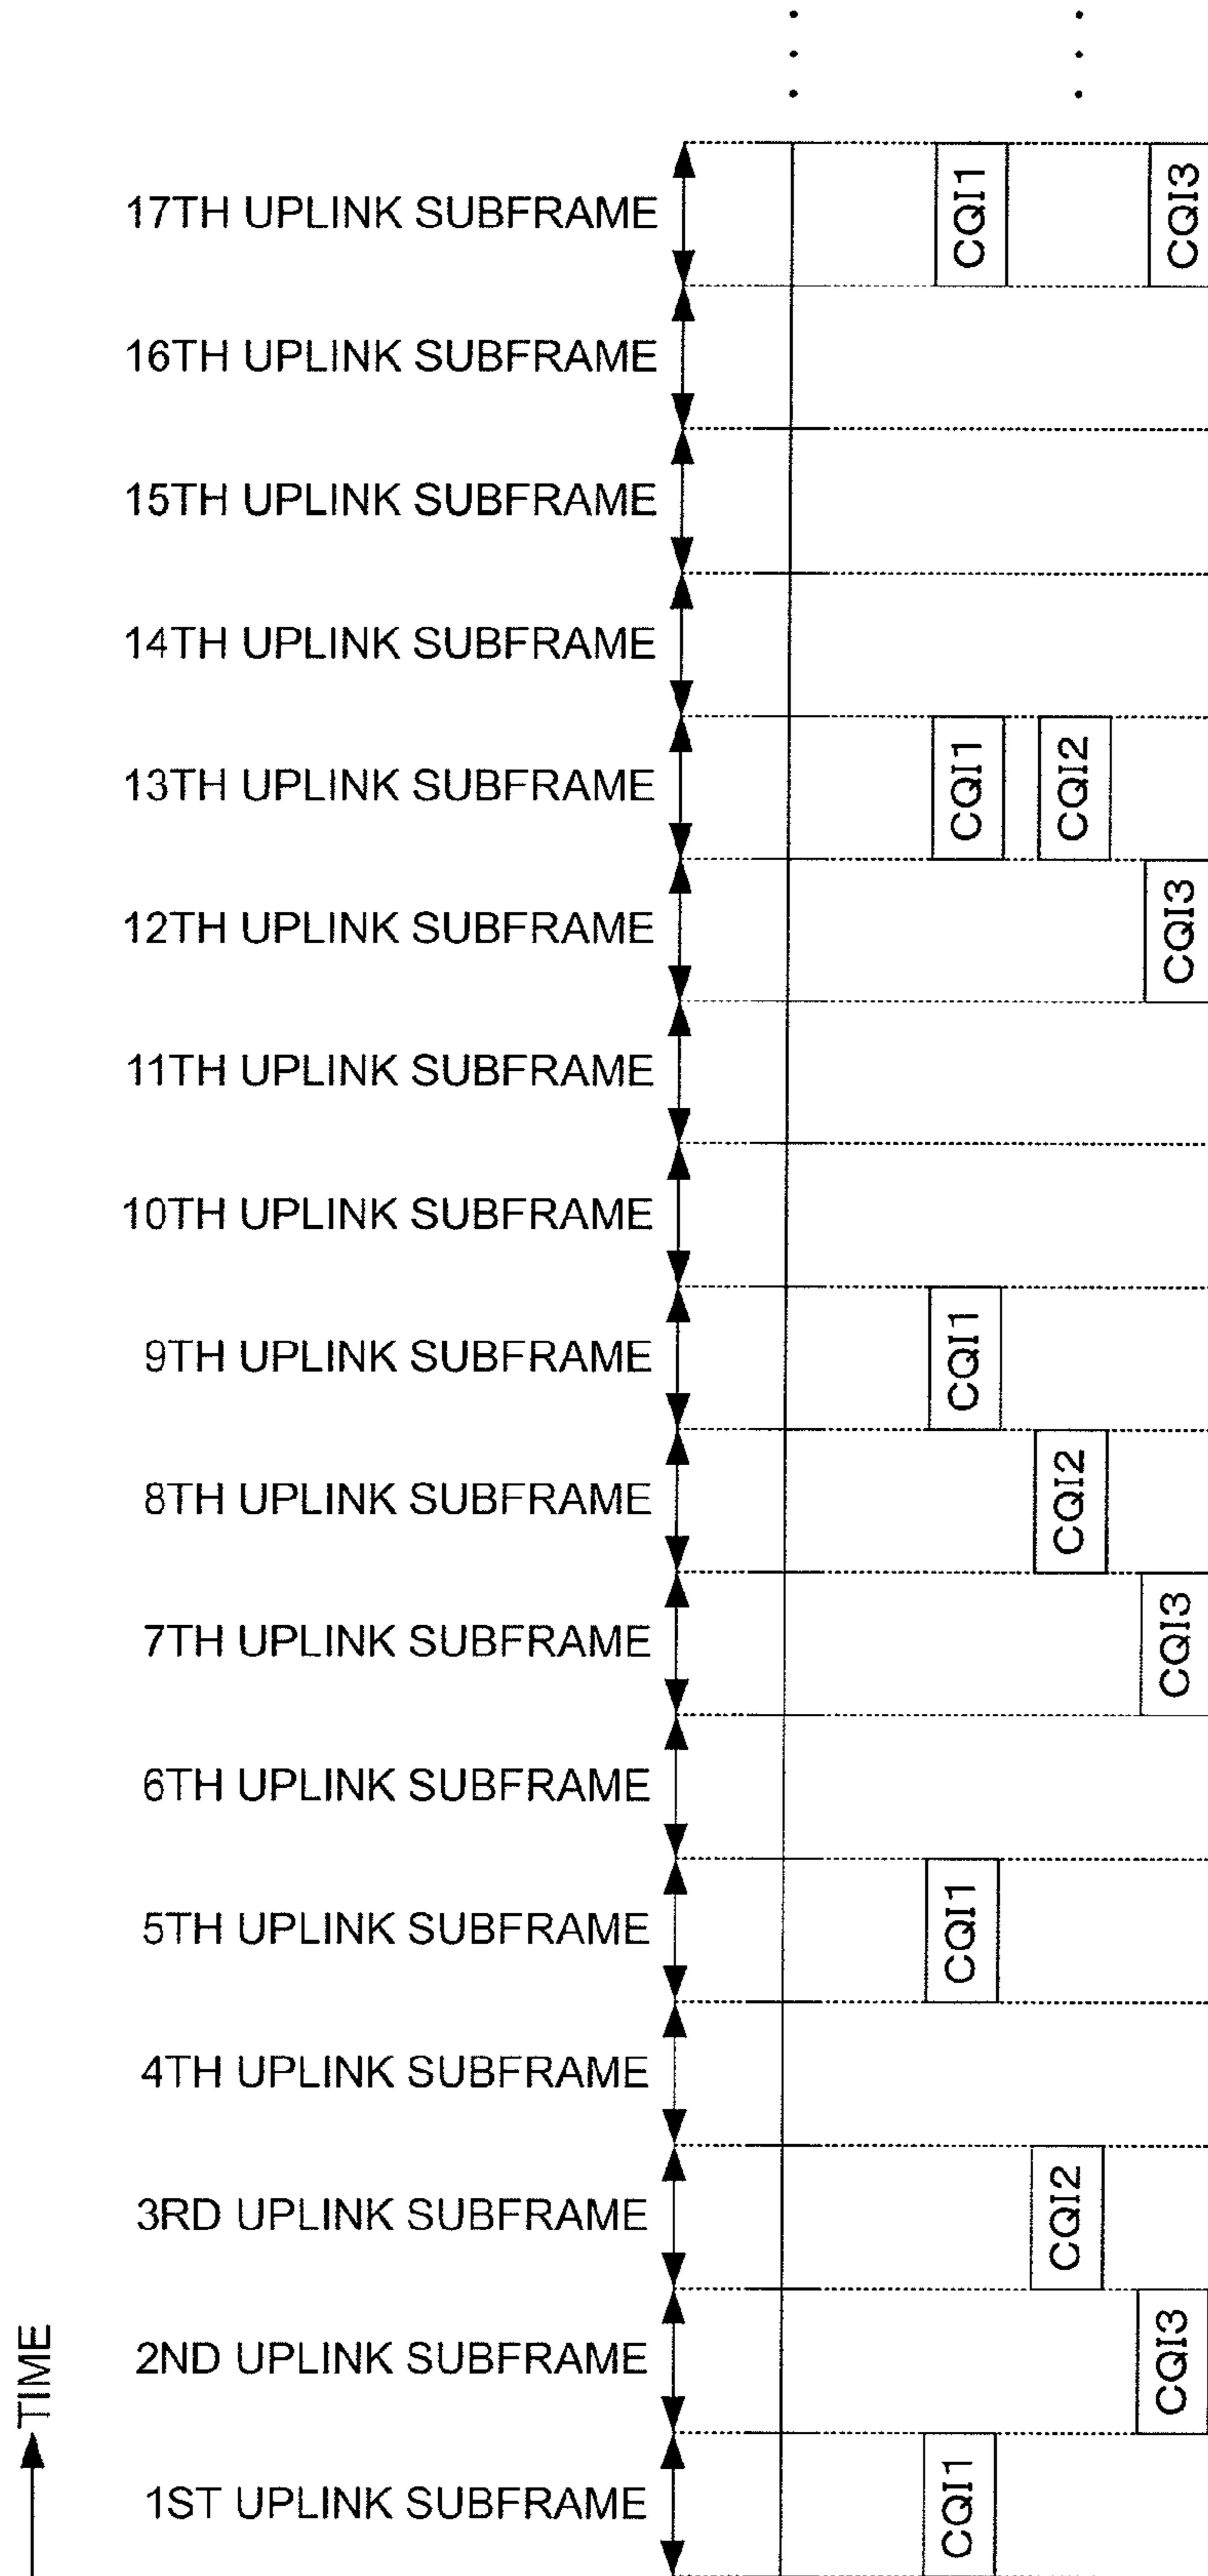 17TH UPLINK SUBFRAME
CQI1
CQI3
16TH UPLINK SUBFRAME
15TH UPLINK SUBFRAME
14TH UPLINK SUBFRAME
13TH UPLINK SUBFRAME
CQI1
CQI2
12TH UPLINK SUBFRAME
CQI3
11TH UPLINK SUBFRAME
10TH UPLINK SUBFRAME
9TH UPLINK SUBFRAME
CQI1
8TH UPLINK SUBFRAME
CQI2
7TH UPLINK SUBFRAME
CQI3
6TH UPLINK SUBFRAME
5TH UPLINK SUBFRAME
CQI1
4TH UPLINK SUBFRAME
3RD UPLINK SUBFRAME
CQI2
2ND UPLINK SUBFRAME
CQI3
TIME
1ST UPLINK SUBFRAME
CQI1